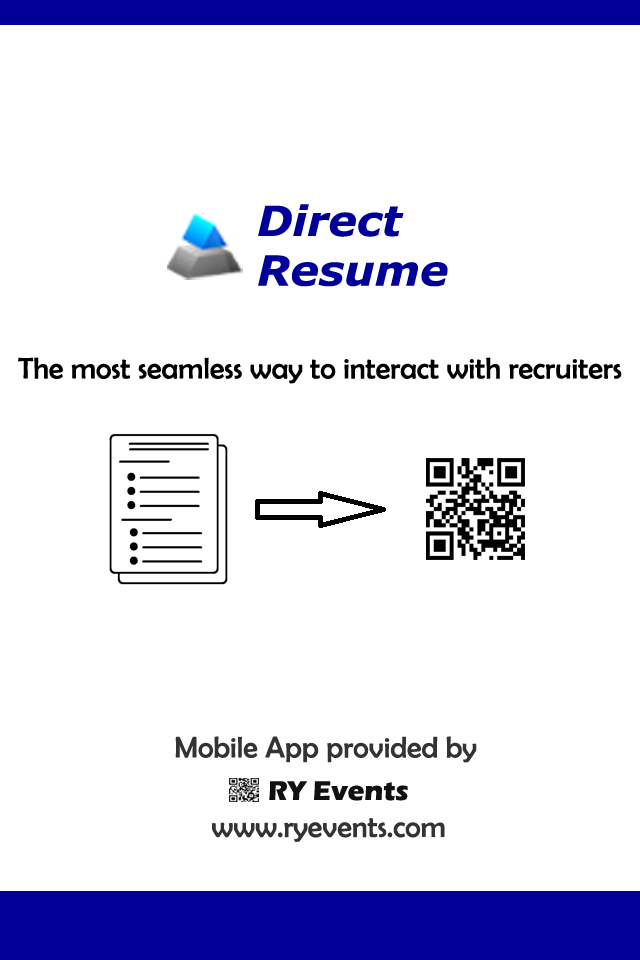 Direct
Resume
The most seamless way to interact with recruiters
Mobile App provided by
RY Events
www.ryevents.com